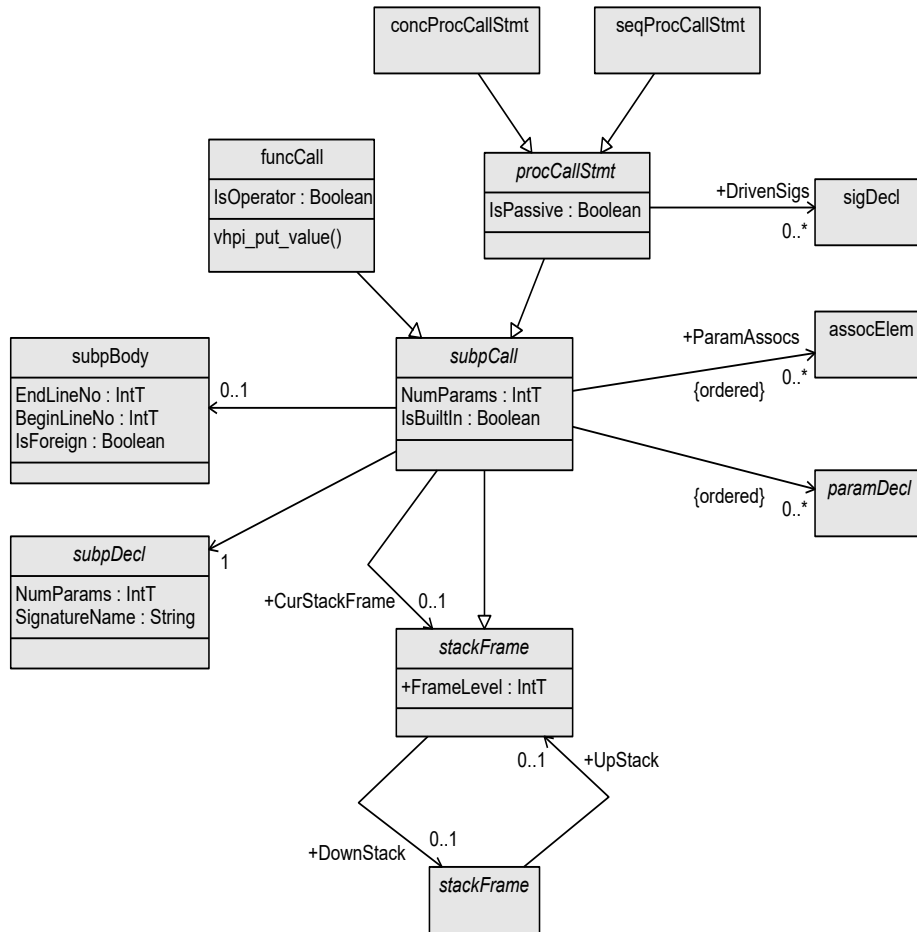 concProcCallStmt
seqProcCallStmt
funcCall
IsOperator : Boolean
vhpi_put_value()
procCallStmt
IsPassive : Boolean
+DrivenSigs
0..*
sigDecl
subpBody
EndLineNo : IntT
BeginLineNo : IntT
IsForeign : Boolean
0..1
subpCall
NumParams : IntT
IsBuiltIn : Boolean
+ParamAssocs
0..*
{ordered}
assocElem
{ordered}
0..*
paramDecl
subpDecl
NumParams : IntT
SignatureName : String
1
+CurStackFrame
0..1
stackFrame
+FrameLevel : IntT
0..1
+UpStack
0..1
+DownStack
stackFrame